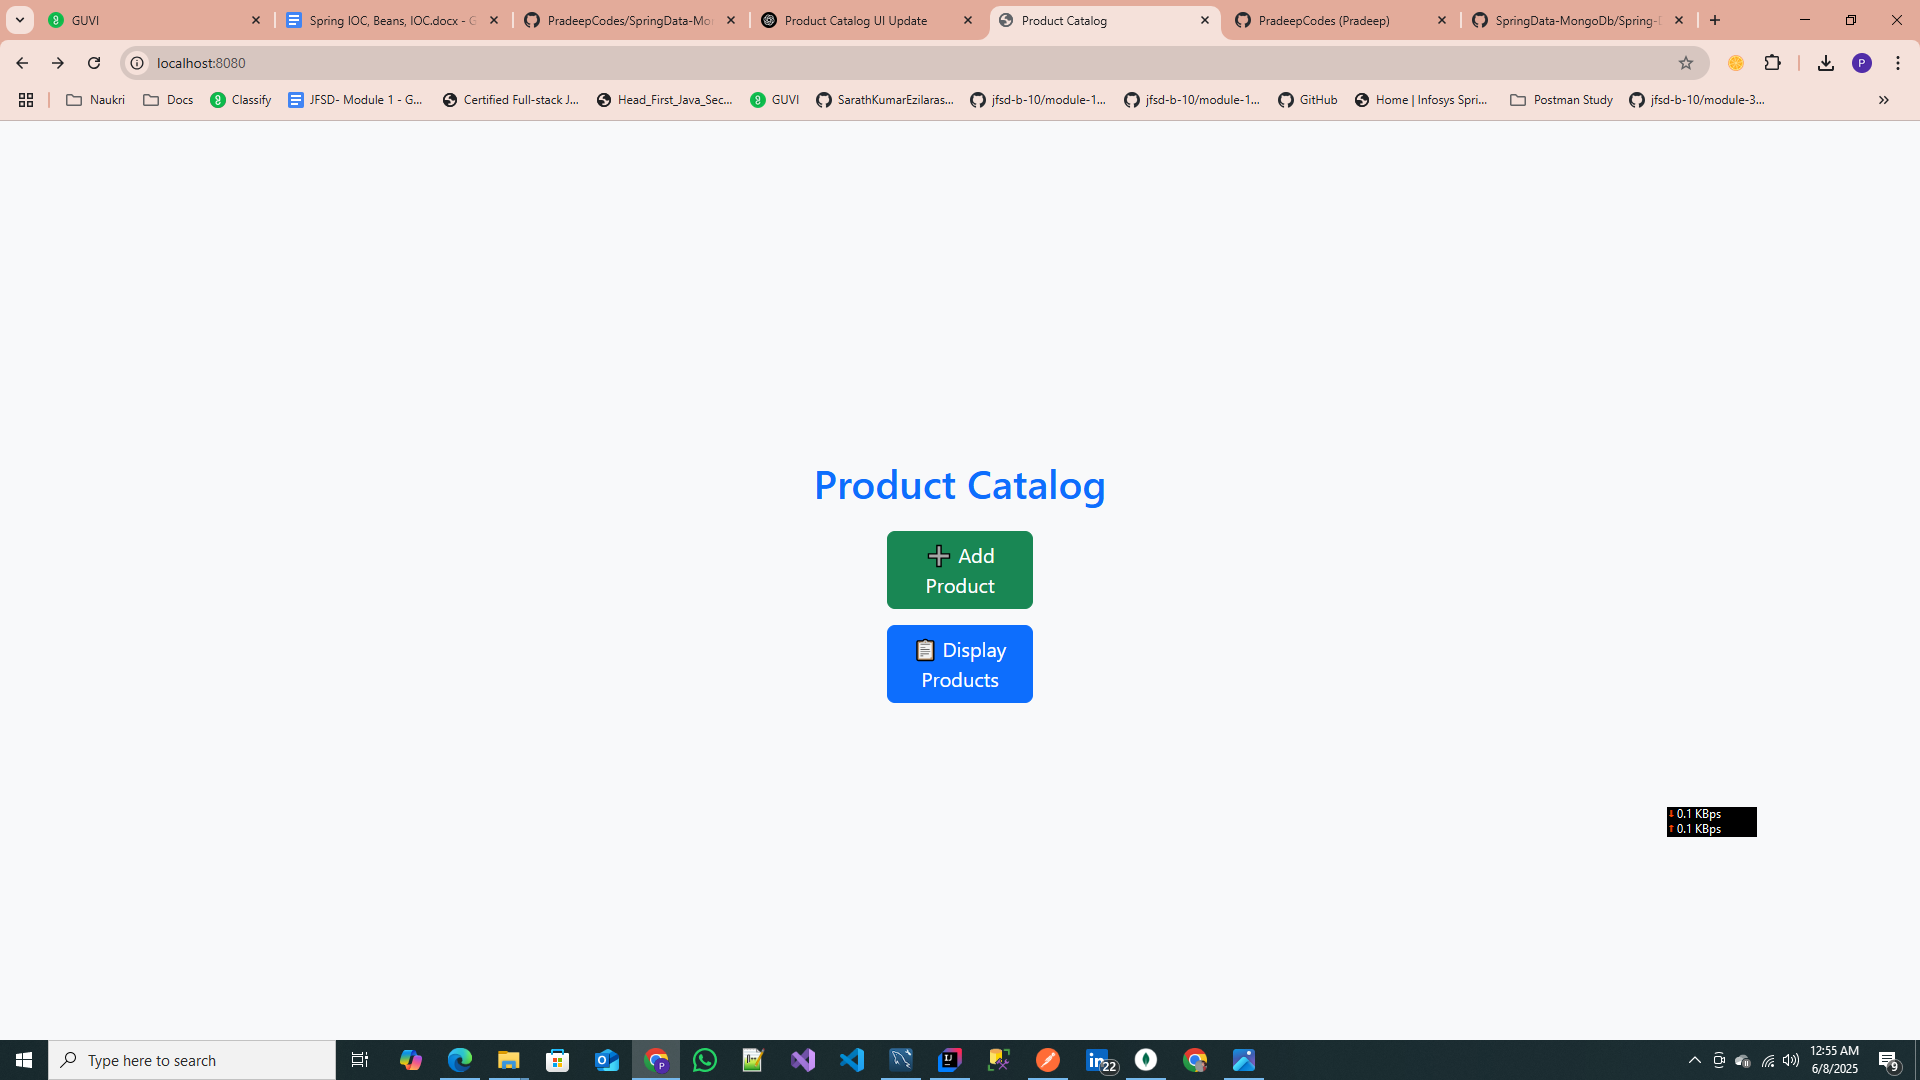 GUVI
Spring IOC, Beans, IOC.docx - G
PradeepCodes/SpringData-Mo
Product Catalog UI Update
Product Catalog
PradeepCodes (Pradeep)
SpringData-MongoDb/Spring-
localhost:8080
P
Naukri
Docs
Classify
JFSD- Module 1 - G...
Certified Full-stack J...
Head_First_Java_Sec...
GUVI
SarathKumarEzilaras...
jfsd-b-10/module-1...
jfsd-b-10/module-1...
GitHub
Home | Infosys Spri...
Postman Study
jfsd-b-10/module-3...
Product Catalog
Add
Product
Display
Products
0.1 KBps
0.1 KBps
Type here to search
22
12:55 AM
6/8/2025
9